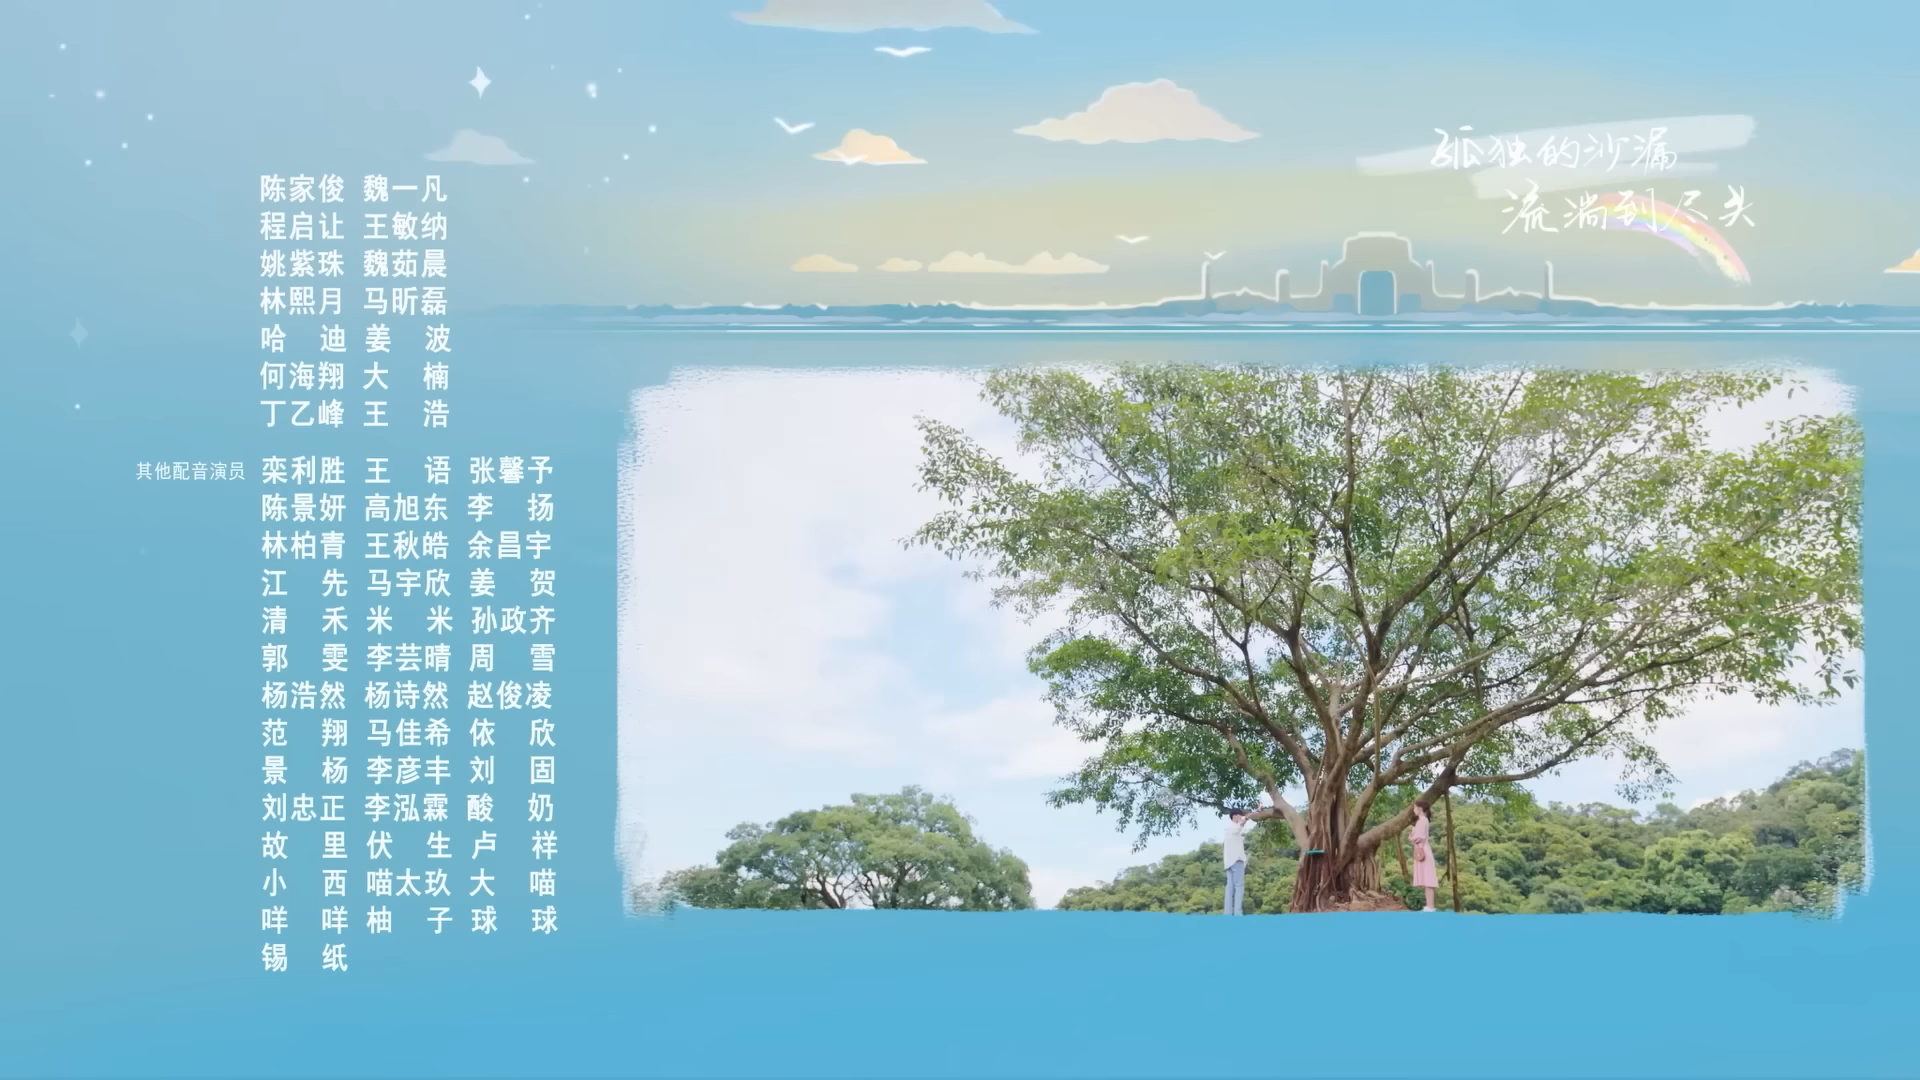 孤独的沙漏
流淌到尽头
陈家俊 魏一凡
程启让 王敏纳
姚紫珠 魏茹晨
林熙月 马昕磊
哈迪 姜波
何海翔 大楠
丁乙峰 王浩
其他配音演员 栾利胜 王语 张馨予
陈景妍 高旭东 李扬
林柏青 王秋皓 余昌宇
江先 马宇欣 姜贺
清禾 米米 孙政齐
郭雯 李芸晴 周雪
杨浩然 杨诗然 赵俊凌
范翔 马佳希 依欣
景杨 李彦丰 刘固
刘忠正 李泓霖 酸奶
故里 伏生 卢祥
小西 喵太玖 大喵
咩咩 柚子 球球
锡纸